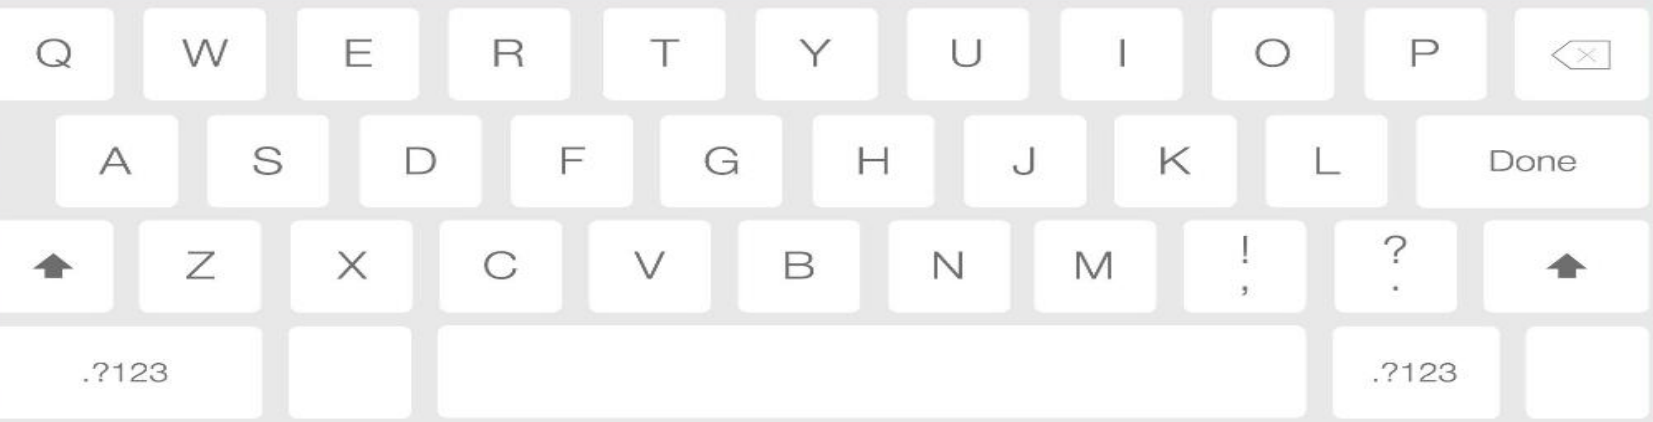 Q W E R T Y U I O P
A S D F G H J K L Done
Z X C V B N M ! ?
, .
.?123 .?123